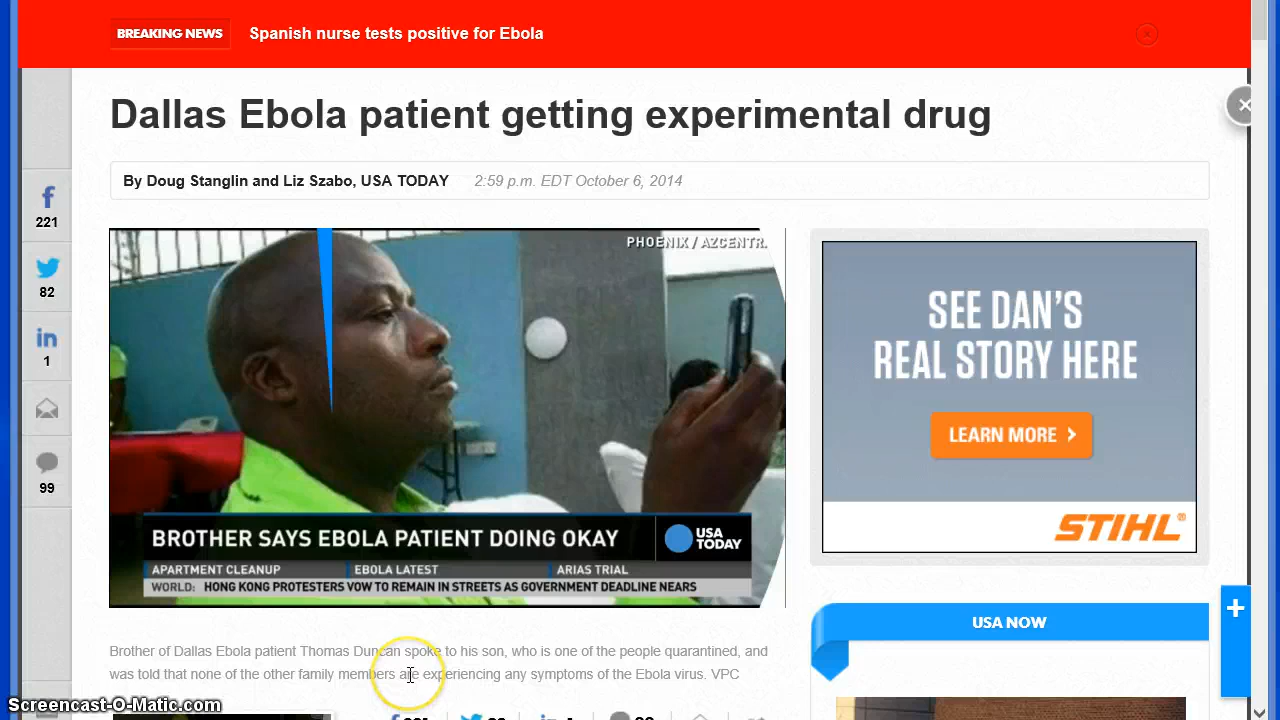 BREAKING NEWS
Spanish nurse tests positive for Ebola
Dallas Ebola patient getting experimental drug
By Doug Stanglin and Liz Szabo, USA TODAY 2:59 p.m. EDT October 6, 2014
f
221
82
in
1
99
PHOENIX / AZCENTR.
BROTHER SAYS EBOLA PATIENT DOING OKAY
USA
TODAY
APARTMENT CLEANUP EBOLA LATEST ARIAS TRIAL
WORLD: HONG KONG PROTESTERS VOW TO REMAIN IN STREETS AS GOVERNMENT DEADLINE NEARS
SEE DAN'S
REAL STORY HERE
LEARN MORE >
STIHL®
USA NOW
Brother of Dallas Ebola patient Thomas Duncan spoke to his son, who is one of the people quarantined, and
was told that none of the other family members are experiencing any symptoms of the Ebola virus. VPC
Screencast-O-Matic.com